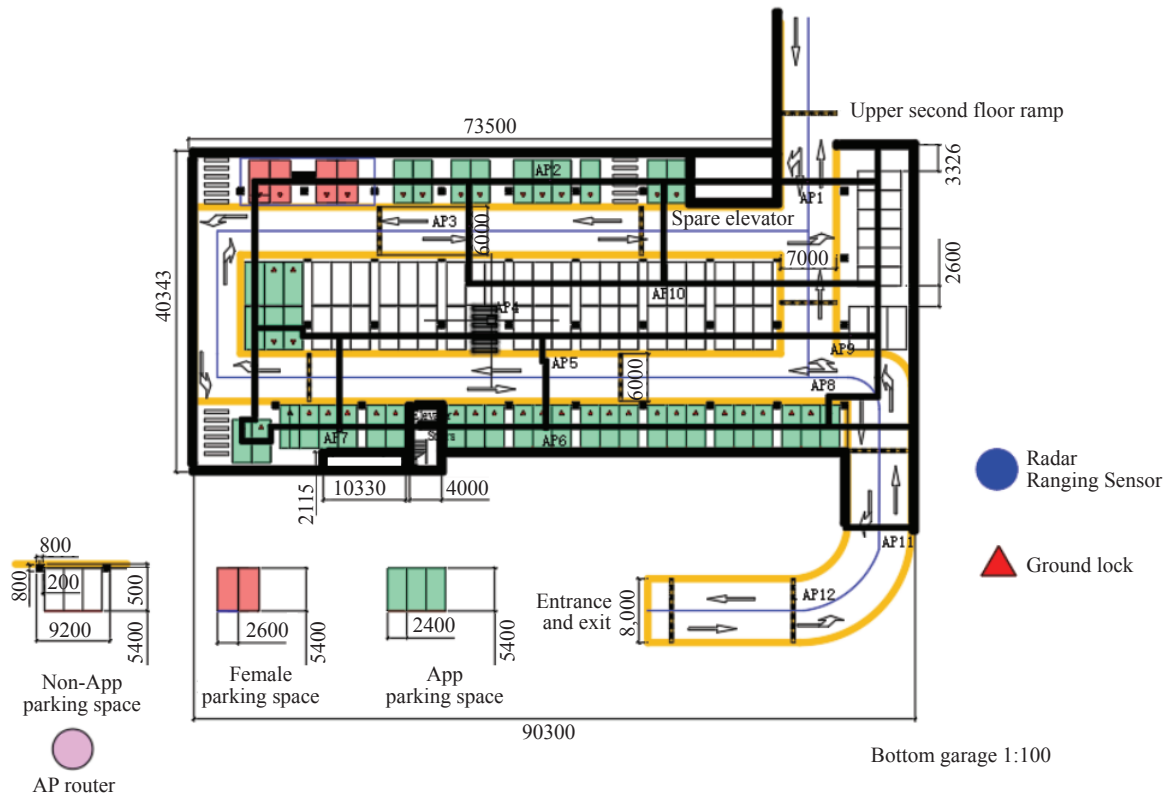 Upper second floor ramp
73500
3326
AP2
AP1
AP3
6000
Spare elevator
7000
2600
40343
AP10
AP4
AP9
AP5
6000
AP8
Elevator
Stairs
AP7
AP6
2115
10330
4000
Radar
Ranging Sensor
AP11
800
800
200
500
Ground lock
AP12
Entrance
and exit
8,000
9200
5400
2600
5400
2400
5400
Non-App
parking space
Female
parking space
App
parking space
90300
Bottom garage 1:100
AP router